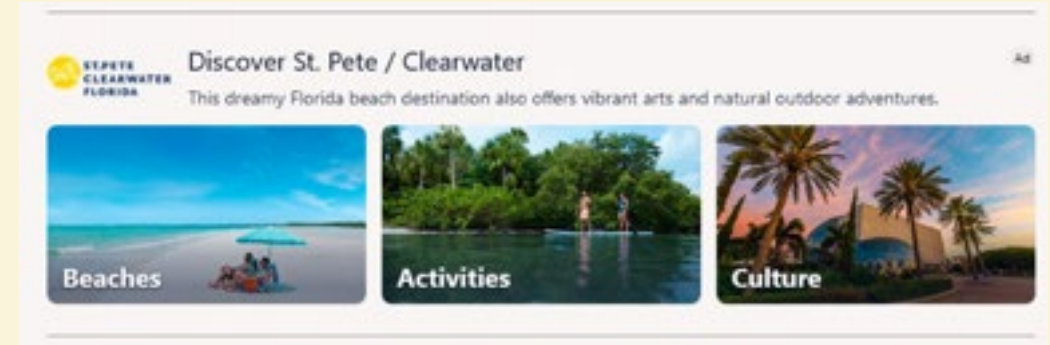 ST.PETE
CLEARWATER
FLORIDA
Discover St. Pete / Clearwater
Ad
This dreamy Florida beach destination also offers vibrant arts and natural outdoor adventures.
Beaches
Activities
Culture